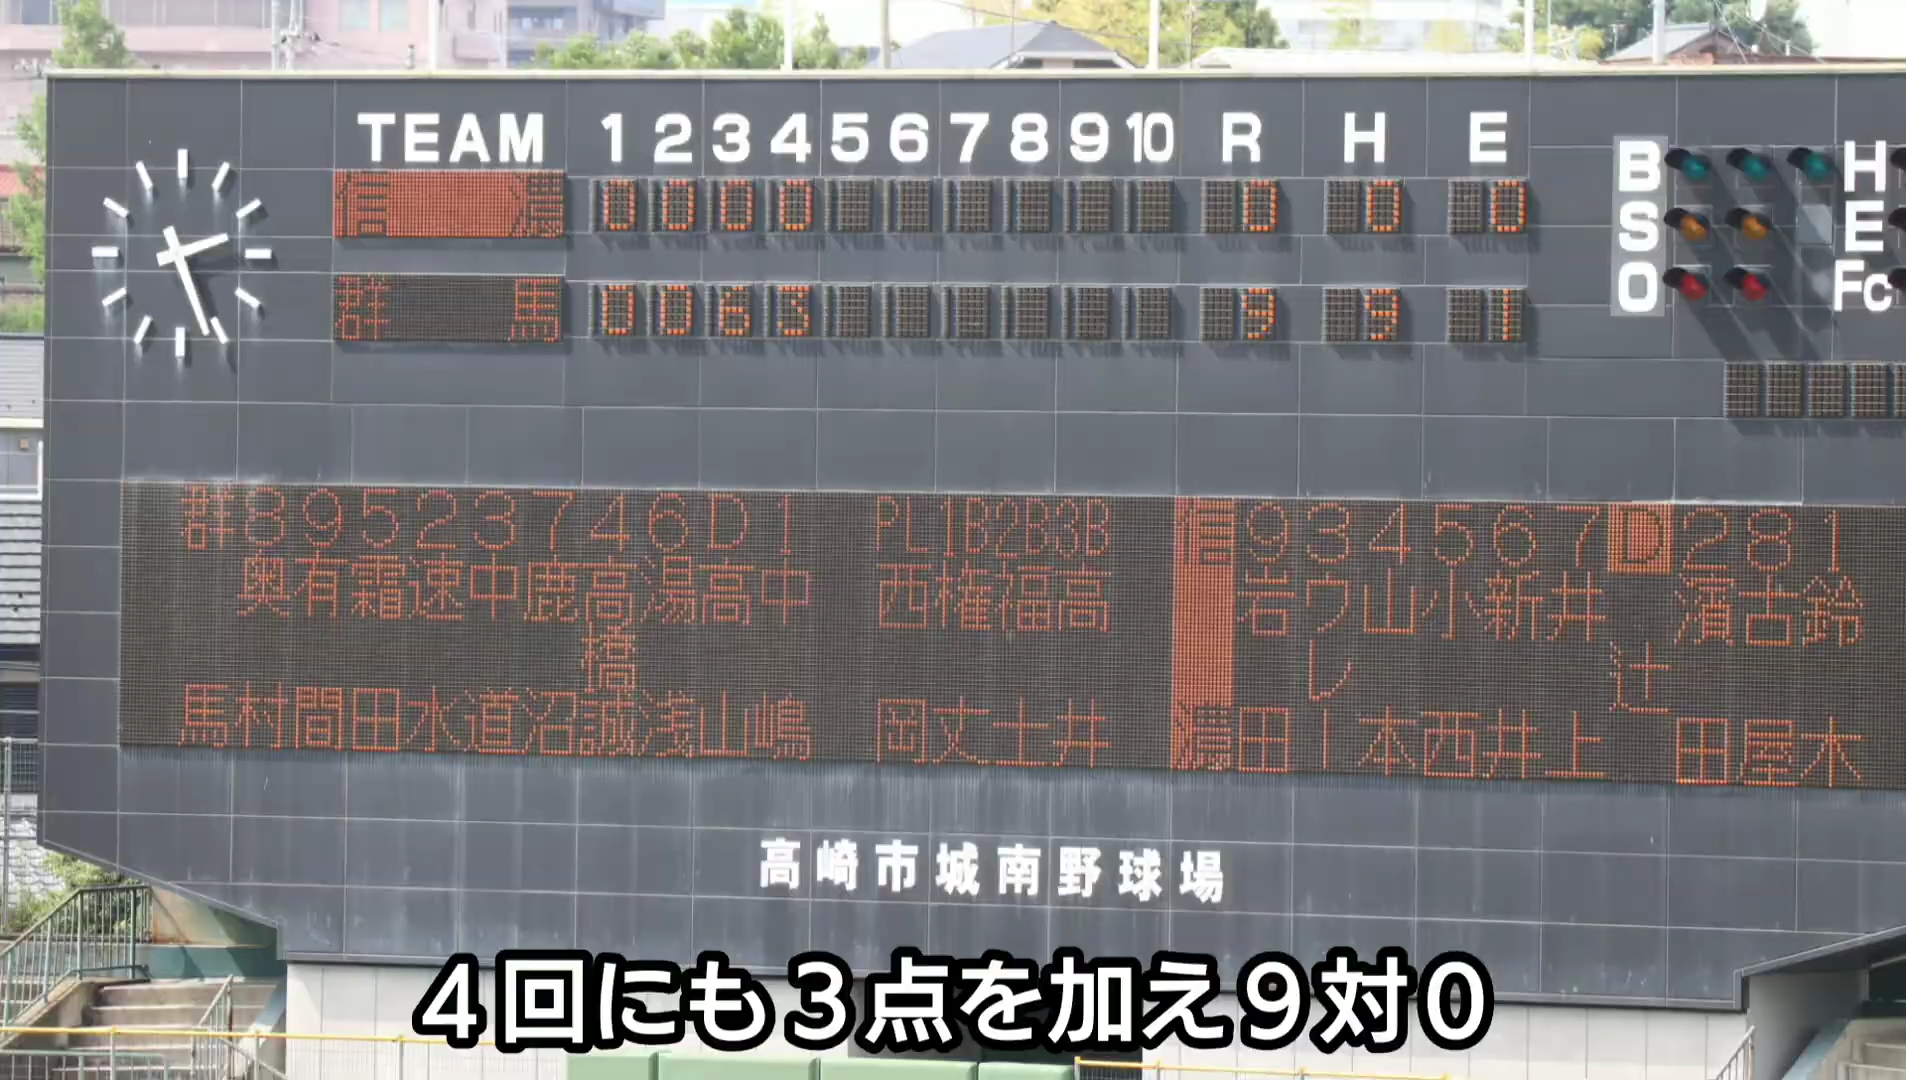 TEAM 1 2 3 4 5 6 7 8 9 10 R H E
信濃 0 0 0 0 0 0 0
群馬 0 0 6 3 9 9 1
B H
S E
O Fc
群 8 9 5 2 3 7 4 6 D 1 PL 1B 2B 3B 信 9 3 4 5 6 7 D 2 8 1
奥有霜速中鹿高湯高中 西権福高 岩ウ山小新井 濱古鈴
橋 レ 辻
馬村間田水道沼誠浅山嶋 岡丈士井 濃田ー本西井上 田屋木
高崎市城南野球場
4回にも3点を加え9対0